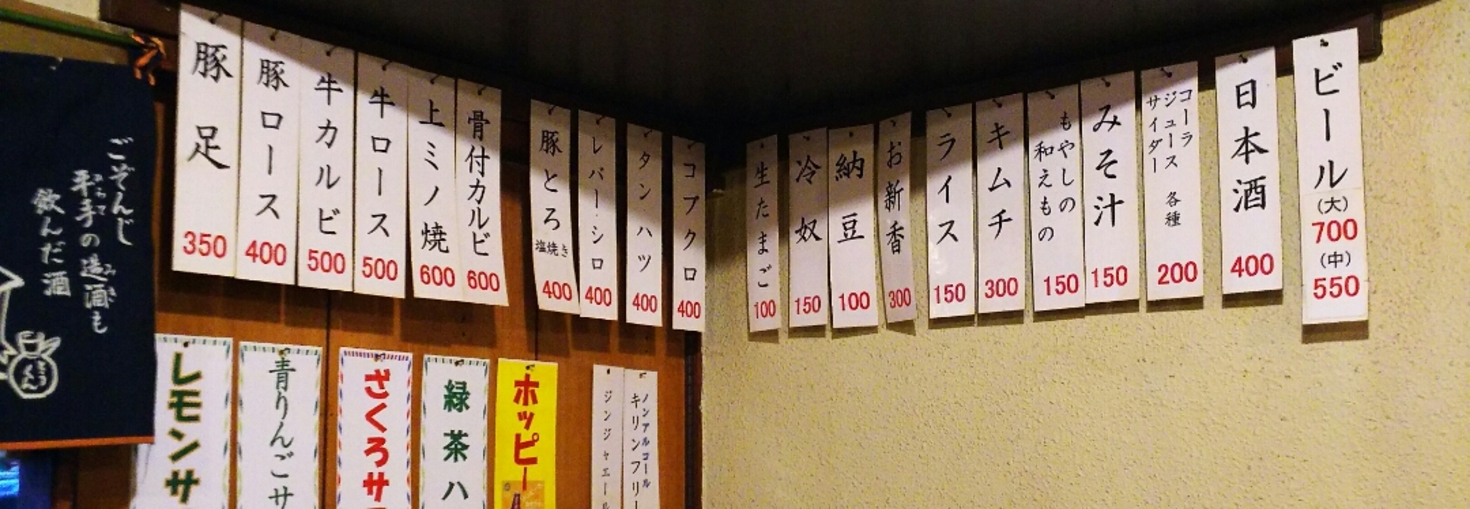 ビール
(大)
700
(中)
550
日本酒
400
コーラ
ジュース
サイダー
各種
200
みそ汁
150
もやしの
和えもの
150
キムチ
300
ライス
150
お新香
300
納豆
100
冷奴
150
生たまご
100
コブクロ
400
タンハツ
400
レバー・シロ
400
豚とろ
塩焼き
400
骨付カルビ
600
上ミノ焼
600
牛ロース
500
牛カルビ
500
豚ロース
400
豚足
350
ノンアルコール
キリンフリー
ジンジャエール
ホッピー
緑茶ハ
ざくろサ
青りんごサ
レモンサ
ごぞんじ
飲んだ酒